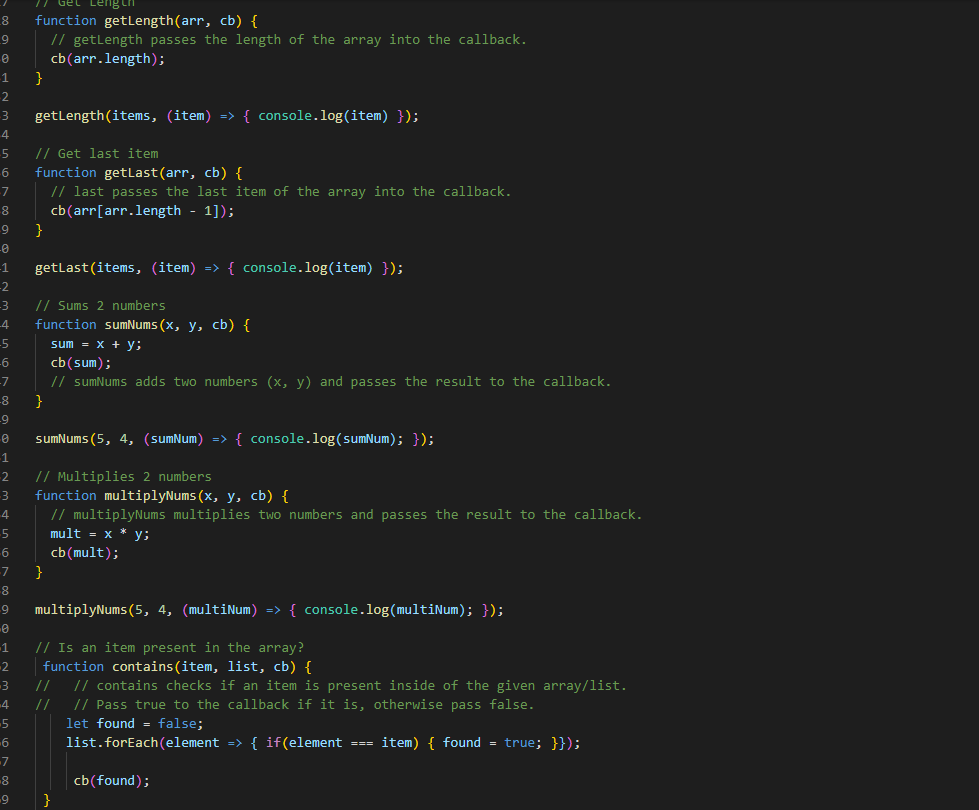 7 // Get Length
8 function getLength(arr, cb) {
9 // getLength passes the length of the array into the callback.
0 cb(arr.length);
1 }
2
3 getLength(items, (item) => { console.log(item) });
4
5 // Get last item
6 function getLast(arr, cb) {
7 // last passes the last item of the array into the callback.
8 cb(arr[arr.length - 1]);
9 }
0
1 getLast(items, (item) => { console.log(item) });
2
3 // Sums 2 numbers
4 function sumNums(x, y, cb) {
5 sum = x + y;
6 cb(sum);
7 // sumNums adds two numbers (x, y) and passes the result to the callback.
8 }
9
0 sumNums(5, 4, (sumNum) => { console.log(sumNum); });
1
2 // Multiplies 2 numbers
3 function multiplyNums(x, y, cb) {
4 // multiplyNums multiplies two numbers and passes the result to the callback.
5 mult = x * y;
6 cb(mult);
7 }
8
9 multiplyNums(5, 4, (multiNum) => { console.log(multiNum); });
0
1 // Is an item present in the array?
2 function contains(item, list, cb) {
3 // // contains checks if an item is present inside of the given array/list.
4 // // Pass true to the callback if it is, otherwise pass false.
5 let found = false;
6 list.forEach(element => { if(element === item) { found = true; }});
7
8 cb(found);
9 }